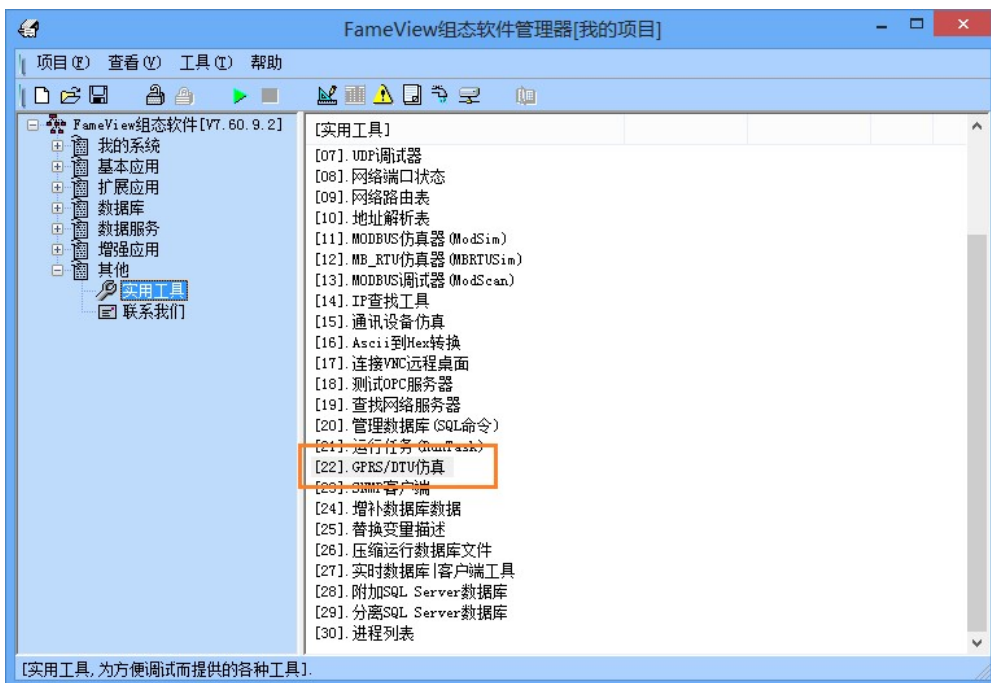 FameView组态软件管理器[我的项目]
项目(F) 查看(V) 工具(T) 帮助
FameView组态软件[V7.60.9.2]
我的系统
基本应用
扩展应用
数据库
数据服务
增强应用
其他
实用工具
联系我们
[实用工具]
[07].UDP调试器
[08].网络端口状态
[09].网络路由表
[10].地址解析表
[11].MODBUS仿真器(ModSim)
[12].MB_RTU仿真器(MBRTUSim)
[13].MODBUS调试器(ModScan)
[14].IP查找工具
[15].通讯设备仿真
[16].Ascii到Hex转换
[17].连接VNC远程桌面
[18].测试OPC服务器
[19].查找网络服务器
[20].管理数据库(SQL命令)
[21].运行任务(RunTask)
[22].GPRS/DTU仿真
[23].SNMP客户端
[24].增补数据库数据
[25].替换变量描述
[26].压缩运行数据库文件
[27].实时数据库|客户端工具
[28].附加SQL Server数据库
[29].分离SQL Server数据库
[30].进程列表
[实用工具,为方便调试而提供的各种工具].